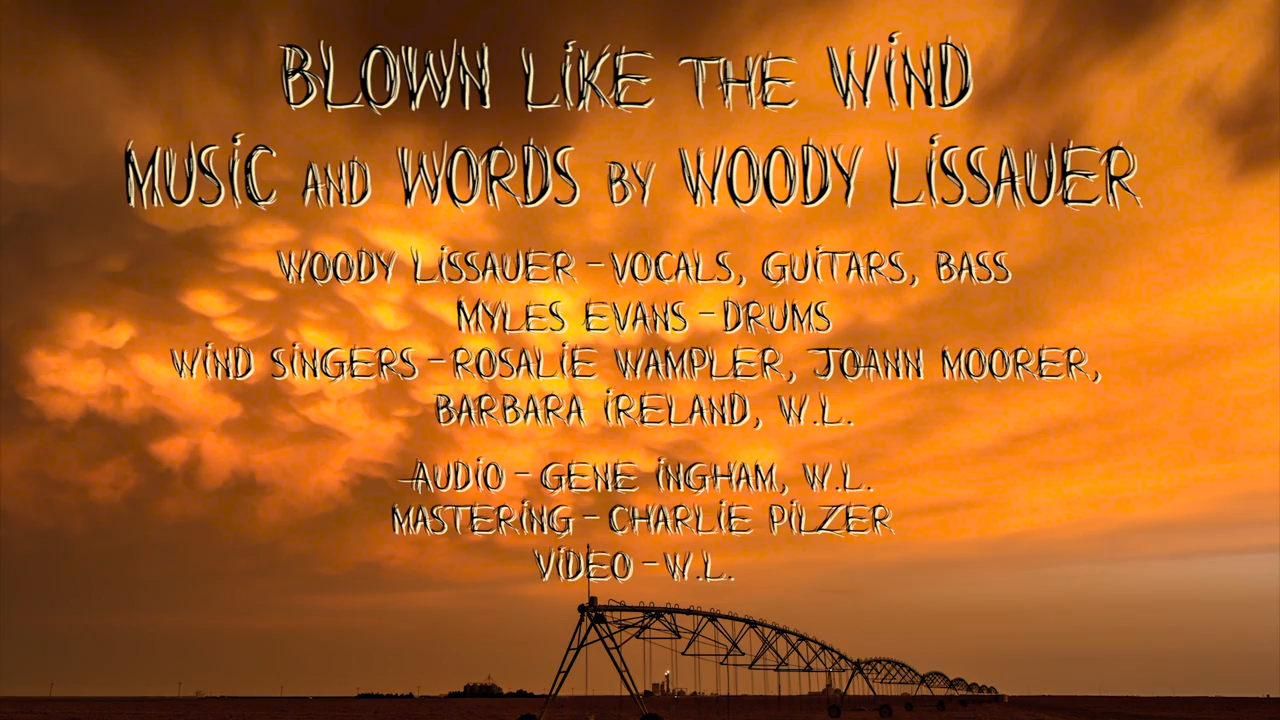 BLOWN LiKE THE WiND
MUSiC AND WORDS BY WOODY LiSSAUER
WOODY LiSSAUER – VOCALS, GUiTARS, BASS
MYLES EVANS – DRUMS
WiND SiNGERS – ROSALiE WAMPLER, JOANN MOORER,
BARBARA iRELAND, W.L.
AUDiO – GENE iNGHAM, W.L.
MASTERiNG – CHARLiE PiLZER
ViDEO – W.L.